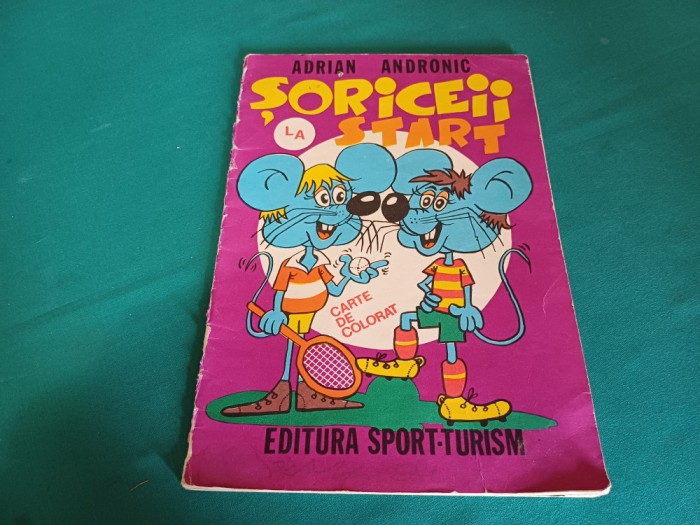 ADRIAN ANDRONIC
ȘORICEII
LA
START
CARTE
DE
COLORAT
EDITURA SPORT-TURISM